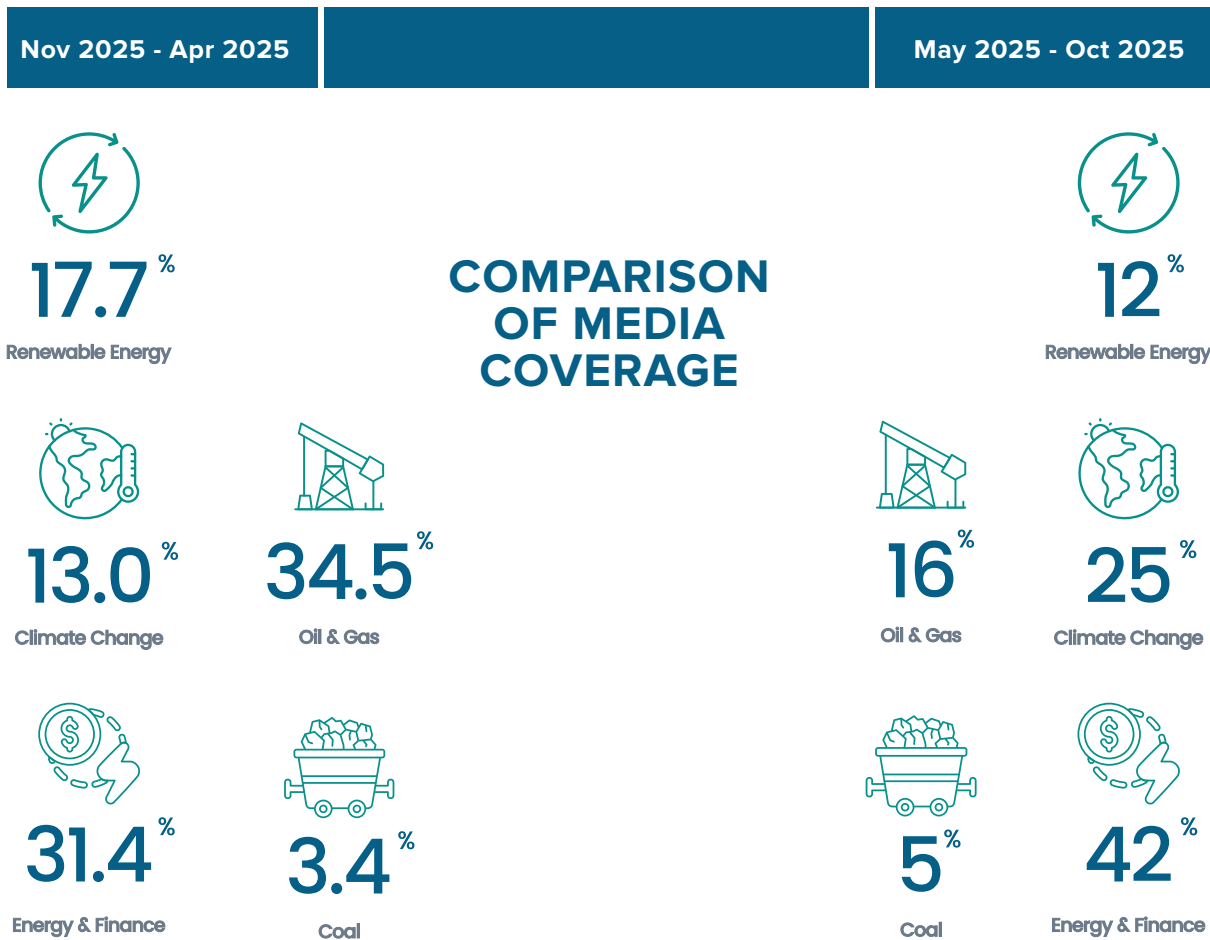 Nov 2025 - Apr 2025
May 2025 - Oct 2025
COMPARISON
OF MEDIA
COVERAGE
17.7 %
Renewable Energy
12 %
Renewable Energy
13.0 %
Climate Change
34.5 %
Oil & Gas
16 %
Oil & Gas
25 %
Climate Change
31.4 %
Energy & Finance
3.4 %
Coal
5 %
Coal
42 %
Energy & Finance